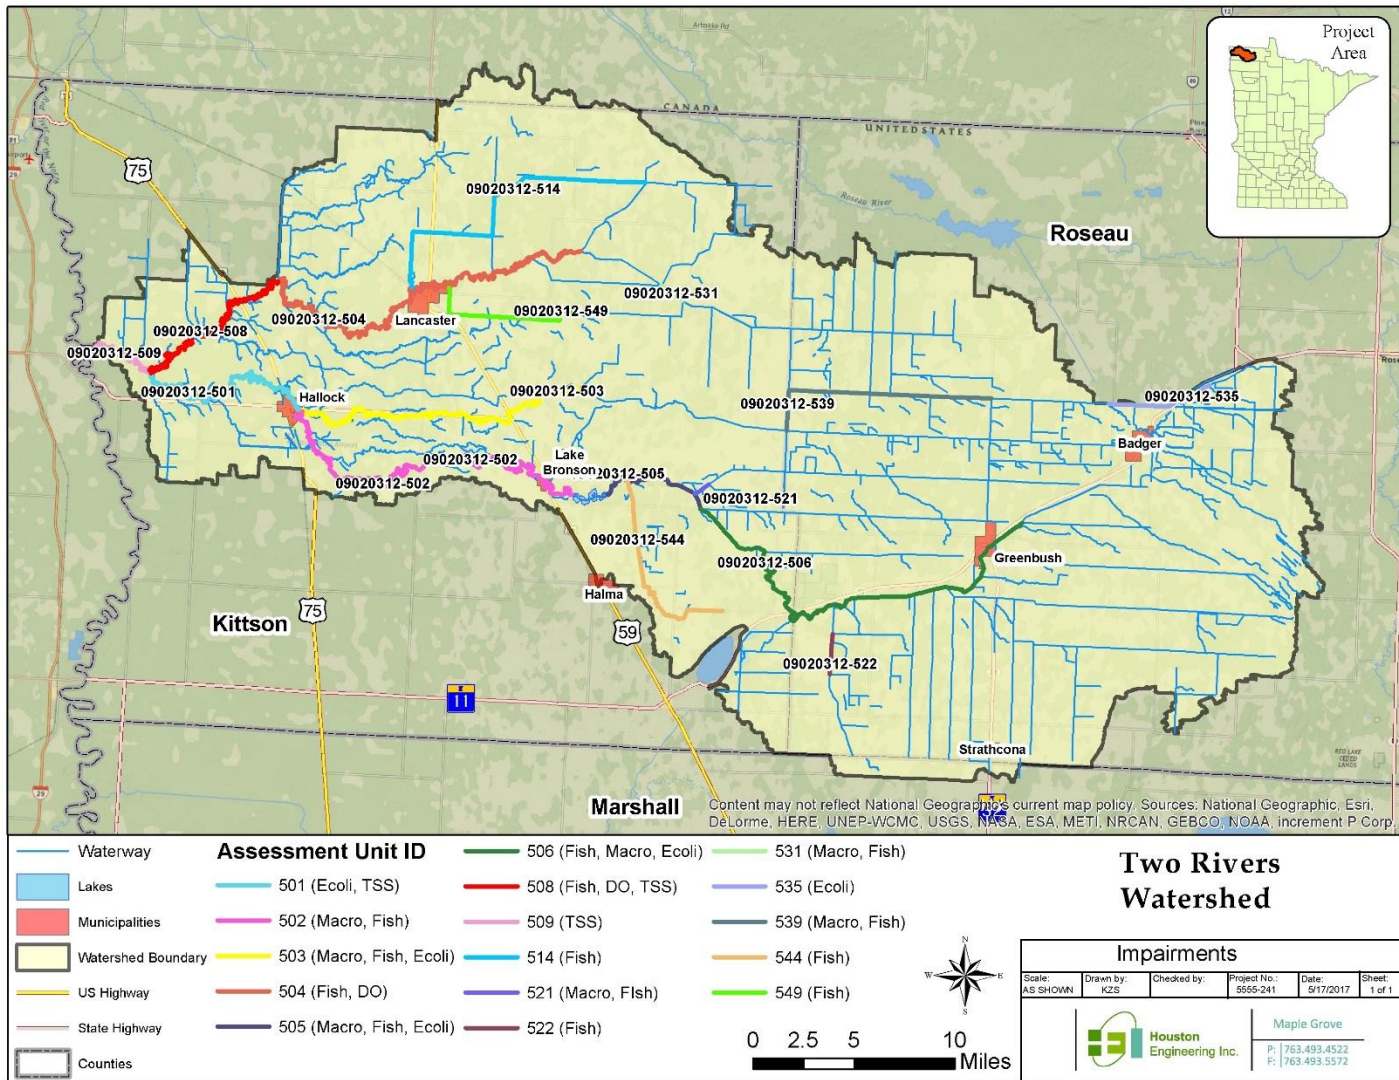 Project
Area
CANADA
UNITED STATES
Roseau River
Roseau
75
09020312-514
09020312-531
09020312-549
09020312-504
Lancaster
09020312-508
09020312-509
09020312-501
Hallock
09020312-503
09020312-539
09020312-535
Badger
Lake
Bronson
09020312-502
09020312-502
20312-505
09020312-521
09020312-544
09020312-506
Greenbush
Halma
75
Kittson
59
09020312-522
11
Strathcona
29
29
89
Marshall
Content may not reflect National Geographic's current map policy. Sources: National Geographic, Esri,
DeLorme, HERE, UNEP-WCMC, USGS, NASA, ESA, METI, NRCAN, GEBCO, NOAA, increment P Corp.
Waterway
Lakes
Municipalities
Watershed Boundary
US Highway
State Highway
Counties
Assessment Unit ID
501 (Ecoli, TSS)
502 (Macro, Fish)
503 (Macro, Fish, Ecoli)
504 (Fish, DO)
505 (Macro, Fish, Ecoli)
506 (Fish, Macro, Ecoli)
508 (Fish, DO, TSS)
509 (TSS)
514 (Fish)
521 (Macro, FIsh)
522 (Fish)
531 (Macro, Fish)
535 (Ecoli)
539 (Macro, Fish)
544 (Fish)
549 (Fish)
N
W E
S
0 2.5 5 10
Miles
Two Rivers
Watershed
Impairments
Scale: AS SHOWN
Drawn by: KZS
Checked by:
Project No.: 5555-241
Date: 5/17/2017
Sheet: 1 of 1
Houston
Engineering Inc.
Maple Grove
P: 763.493.4522
F: 763.493.5572